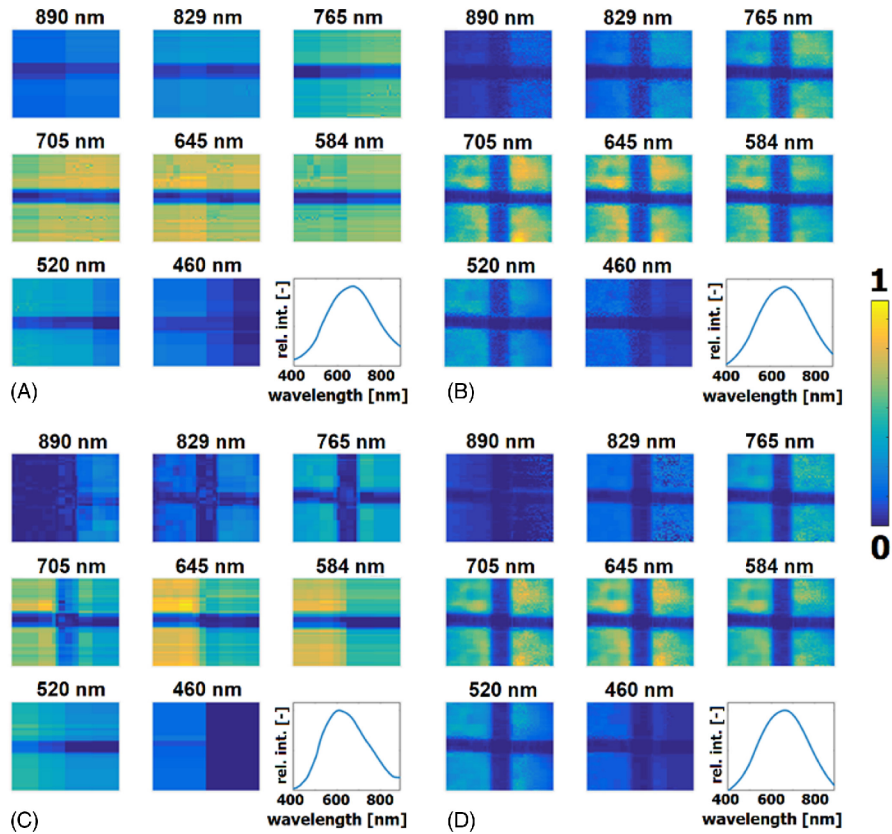 890 nm 829 nm 765 nm
705 nm 645 nm 584 nm
520 nm 460 nm
rel. int. [-]
400 600 800
wavelength [nm]
(A)
890 nm 829 nm 765 nm
705 nm 645 nm 584 nm
520 nm 460 nm
rel. int. [-]
400 600 800
wavelength [nm]
(B)
1
0
890 nm 829 nm 765 nm
705 nm 645 nm 584 nm
520 nm 460 nm
rel. int. [-]
400 600 800
wavelength [nm]
(C)
890 nm 829 nm 765 nm
705 nm 645 nm 584 nm
520 nm 460 nm
rel. int. [-]
400 600 800
wavelength [nm]
(D)